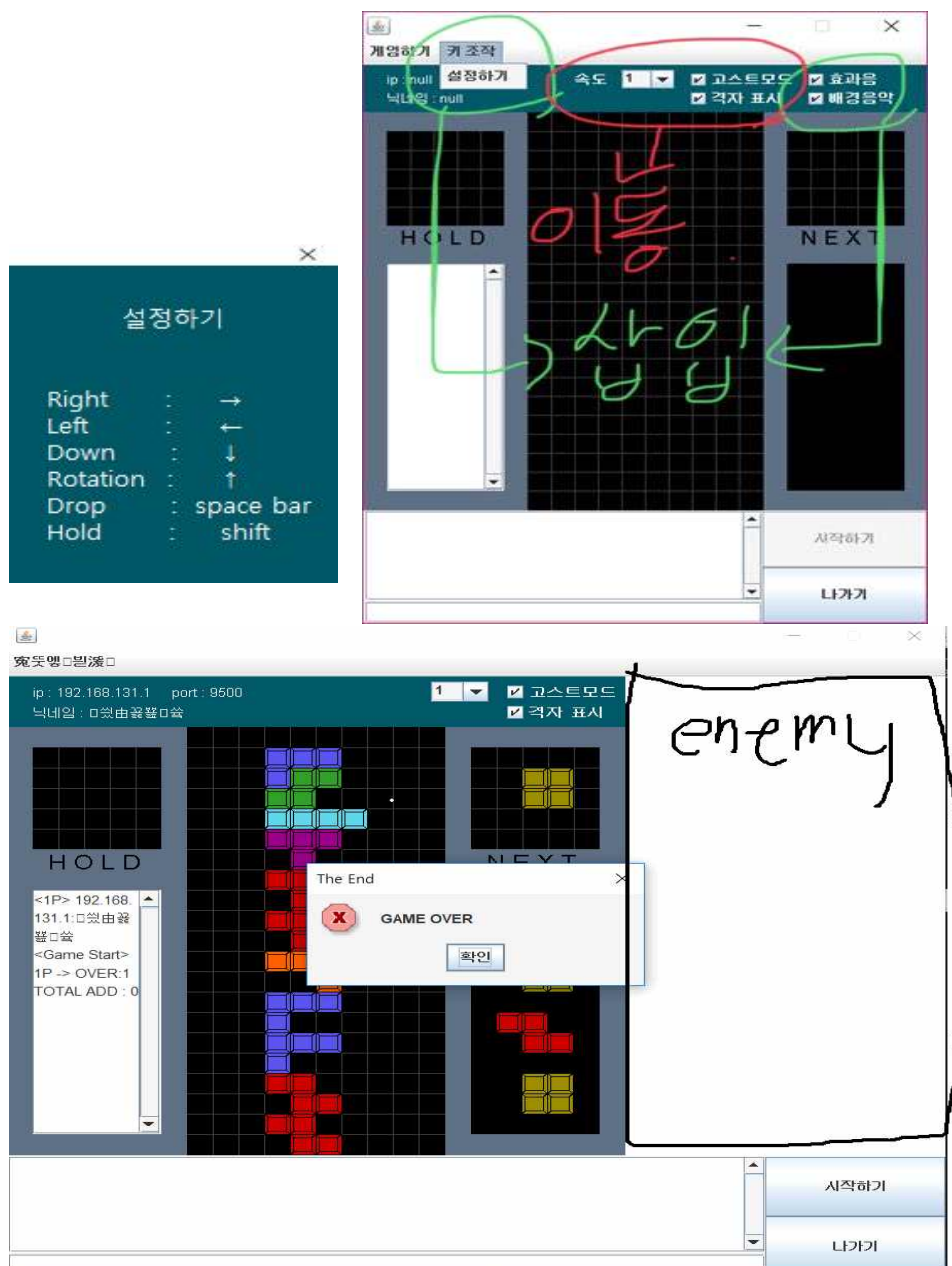 게임하기 키 조작
설정하기
ip : null
닉네임 : null
속도 1 고스트모드 효과음
격자 표시 배경음악
HOLD
NEXT
이동
삽입
시작하기
나가기
설정하기
Right : →
Left : ←
Down : ↓
Rotation : ↑
Drop : space bar
Hold : shift
ip : 192.168.131.1 port : 9500
닉네임 :
1 고스트모드
격자 표시
HOLD
NEXT
enemy
<1P> 192.168.
131.1:
<Game Start>
1P -> OVER:1
TOTAL ADD : 0
The End
GAME OVER
확인
시작하기
나가기